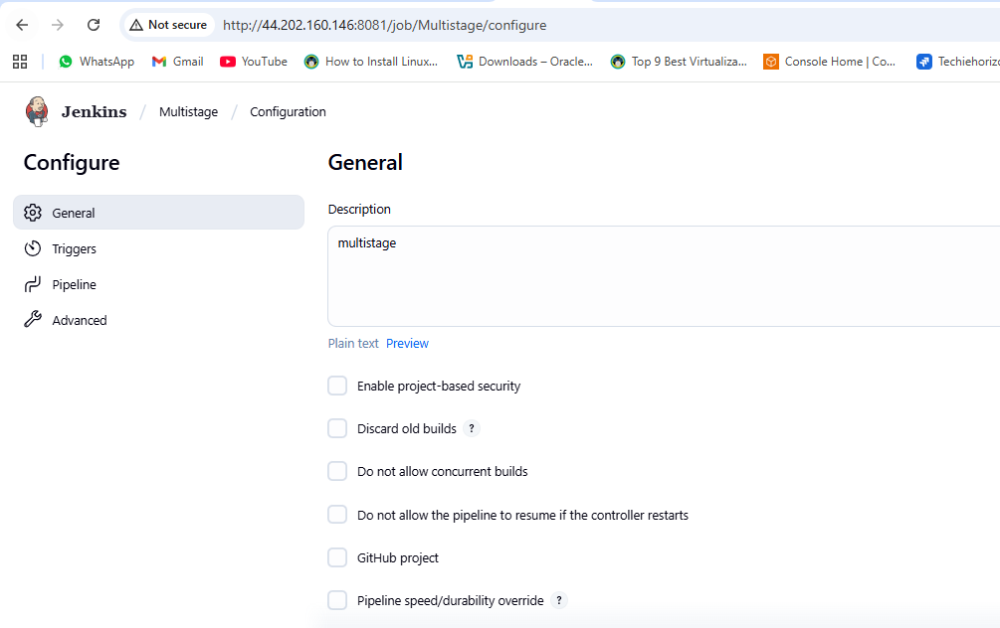 Not secure http://44.202.160.146:8081/job/Multistage/configure
WhatsApp Gmail YouTube How to Install Linux... Downloads – Oracle... Top 9 Best Virtualiza... Console Home | Co... Techiehorizo
Jenkins / Multistage / Configuration
Configure
General
Triggers
Pipeline
Advanced
General
Description
multistage
Plain text Preview
Enable project-based security
Discard old builds ?
Do not allow concurrent builds
Do not allow the pipeline to resume if the controller restarts
GitHub project
Pipeline speed/durability override ?